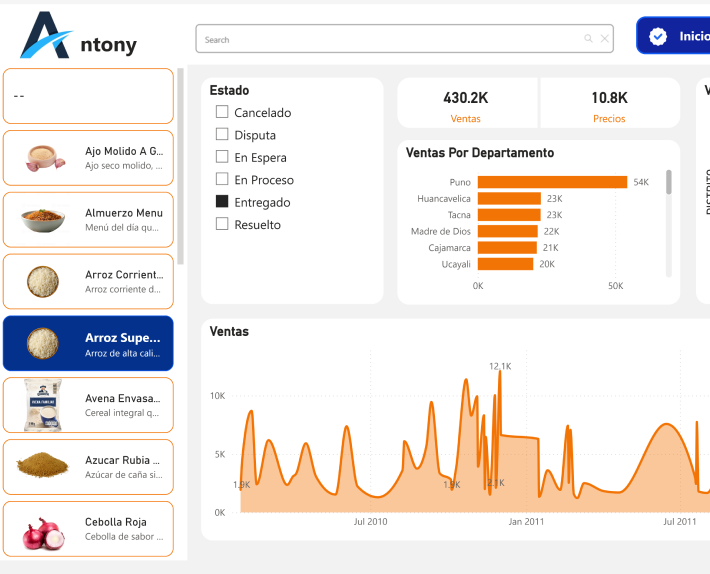 Antony
Search
Inicio
--
Ajo Molido A G...
Ajo seco molido, ...
Almuerzo Menu
Menú del día qu...
Arroz Corrient...
Arroz corriente d...
Arroz Supe...
Arroz de alta cali...
Avena Envasa...
Cereal integral q...
Azucar Rubia ...
Azúcar de caña si...
Cebolla Roja
Cebolla de sabor ...
Estado
Cancelado
Disputa
En Espera
En Proceso
Entregado
Resuelto
430.2K
Ventas
10.8K
Precios
Ventas Por Departamento
Puno 54K
Huancavelica 23K
Tacna 23K
Madre de Dios 22K
Cajamarca 21K
Ucayali 20K
0K 50K
V
DISTRITO
Ventas
12.1K
10K
5K
1.9K 1.9K 2.1K
0K
Jul 2010 Jan 2011 Jul 2011